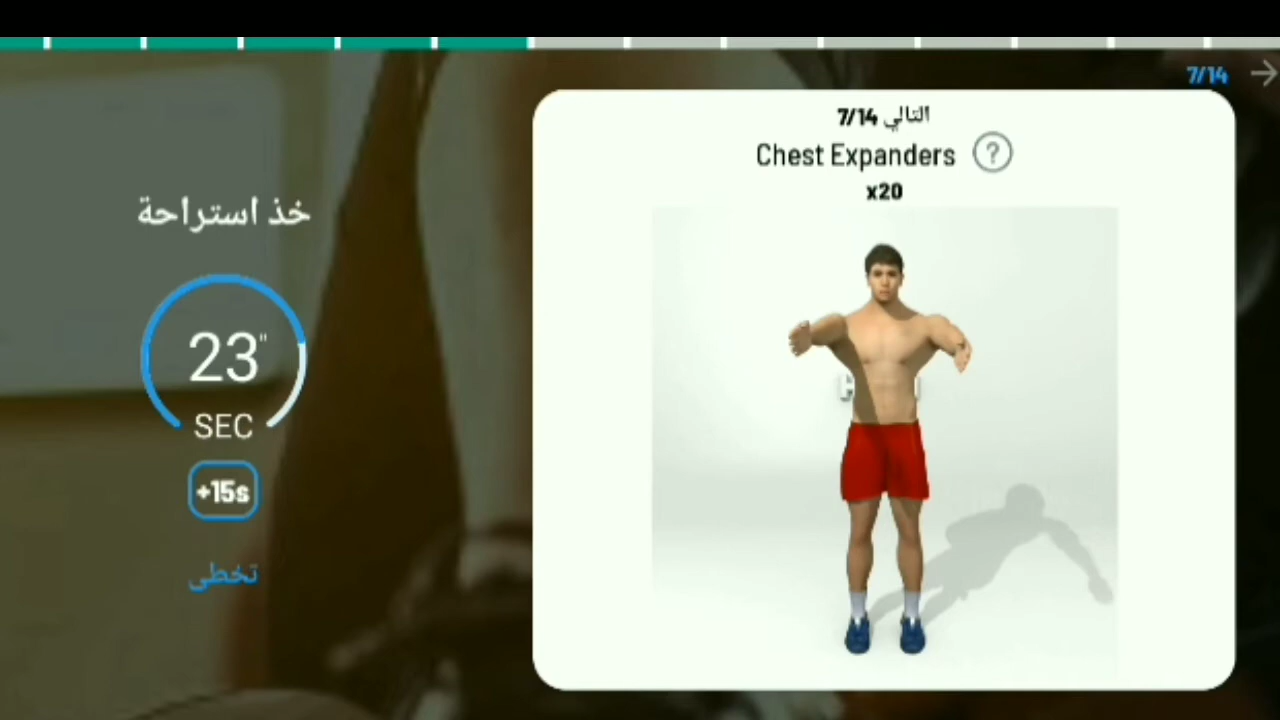 7/14
التالي 7/14
Chest Expanders ?
x20
خذ استراحة
23"
SEC
+15s
تخطى